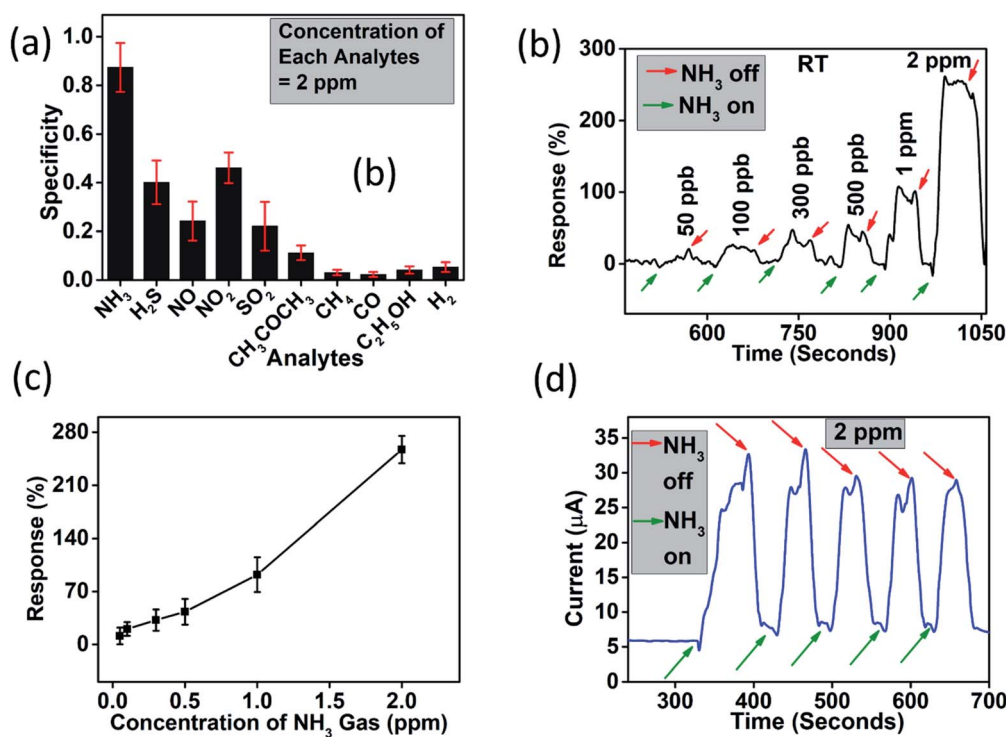 (a)
Concentration of
Each Analytes
= 2 ppm
(b)
Specificity
1.0
0.8
0.6
0.4
0.2
0.0
NH₃
H₂S
NO
NO₂
SO₂
CH₃COCH₃
CH₄
CO
C₂H₅OH
H₂
Analytes
(b)
NH₃ off
NH₃ on
RT
2 ppm
50 ppb
100 ppb
300 ppb
500 ppb
1 ppm
Response (%)
300
200
100
0
600 750 900 1050
Time (Seconds)
(c)
Response (%)
280
210
140
70
0
0.0 0.5 1.0 1.5 2.0
Concentration of NH₃ Gas (ppm)
(d)
NH₃
off
NH₃
on
2 ppm
Current (μA)
35
30
25
20
15
10
5
0
300 400 500 600 700
Time (Seconds)